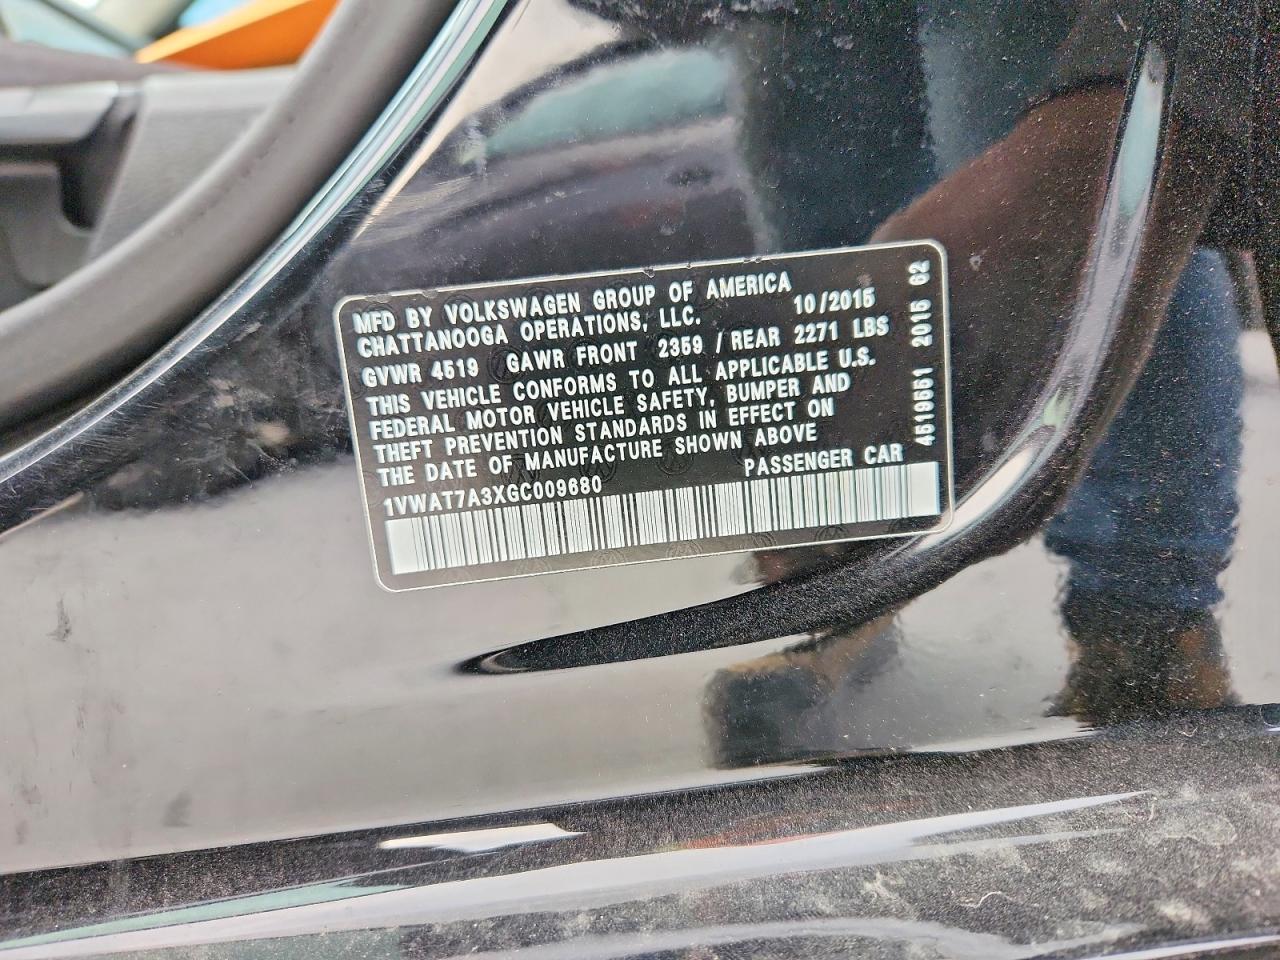 MFD BY VOLKSWAGEN GROUP OF AMERICA
CHATTANOOGA OPERATIONS, LLC. 10/2015
GVWR 4519 GAWR FRONT 2359 / REAR 2271 LBS
THIS VEHICLE CONFORMS TO ALL APPLICABLE U.S.
FEDERAL MOTOR VEHICLE SAFETY, BUMPER AND
THEFT PREVENTION STANDARDS IN EFFECT ON
THE DATE OF MANUFACTURE SHOWN ABOVE
1VWAT7A3XGC009680 PASSENGER CAR
4519661 2015 62